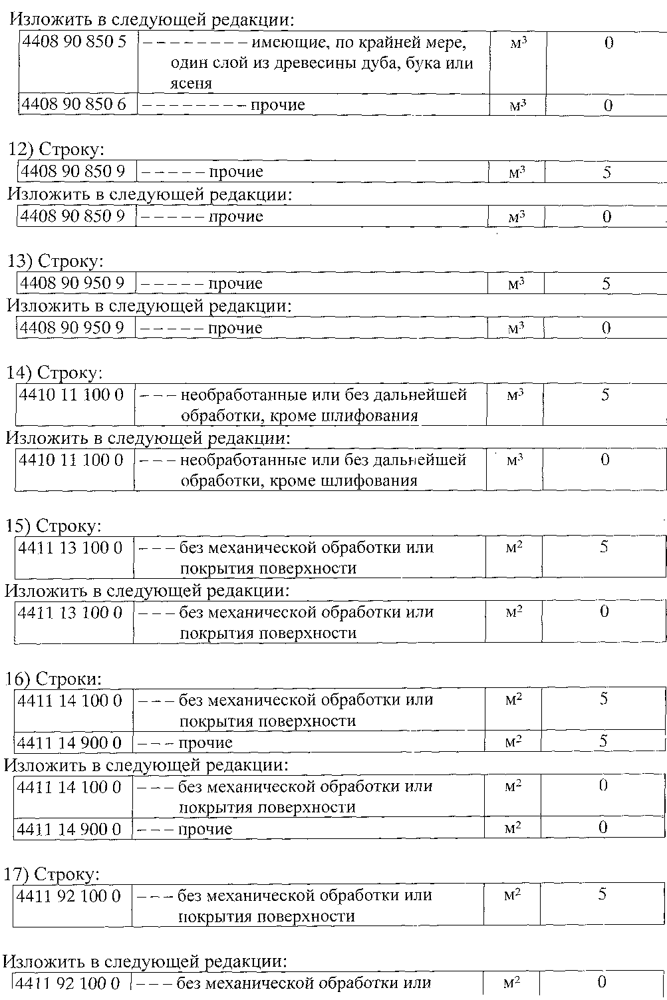 Изложить в следующей редакции:
4408 90 850 5 – – – – – – – – имеющие, по крайней мере, м³ 0
один слой из древесины дуба, бука или
ясеня
4408 90 850 6 – – – – – – – – прочие м³ 0
12) Строку:
4408 90 850 9 – – – – – прочие м³ 5
Изложить в следующей редакции:
4408 90 850 9 – – – – – прочие м³ 0
13) Строку:
4408 90 950 9 – – – – – прочие м³ 5
Изложить в следующей редакции:
4408 90 950 9 – – – – – прочие м³ 0
14) Строку:
4410 11 100 0 – – – необработанные или без дальнейшей м³ 5
обработки, кроме шлифования
Изложить в следующей редакции:
4410 11 100 0 – – – необработанные или без дальнейшей м³ 0
обработки, кроме шлифования
15) Строку:
4411 13 100 0 – – – без механической обработки или м² 5
покрытия поверхности
Изложить в следующей редакции:
4411 13 100 0 – – – без механической обработки или м² 0
покрытия поверхности
16) Строки:
4411 14 100 0 – – – без механической обработки или м² 5
покрытия поверхности
4411 14 900 0 – – – прочие м² 5
Изложить в следующей редакции:
4411 14 100 0 – – – без механической обработки или м² 0
покрытия поверхности
4411 14 900 0 – – – прочие м² 0
17) Строку:
4411 92 100 0 – – – без механической обработки или м² 5
покрытия поверхности
Изложить в следующей редакции:
4411 92 100 0 – – – без механической обработки или м² 0